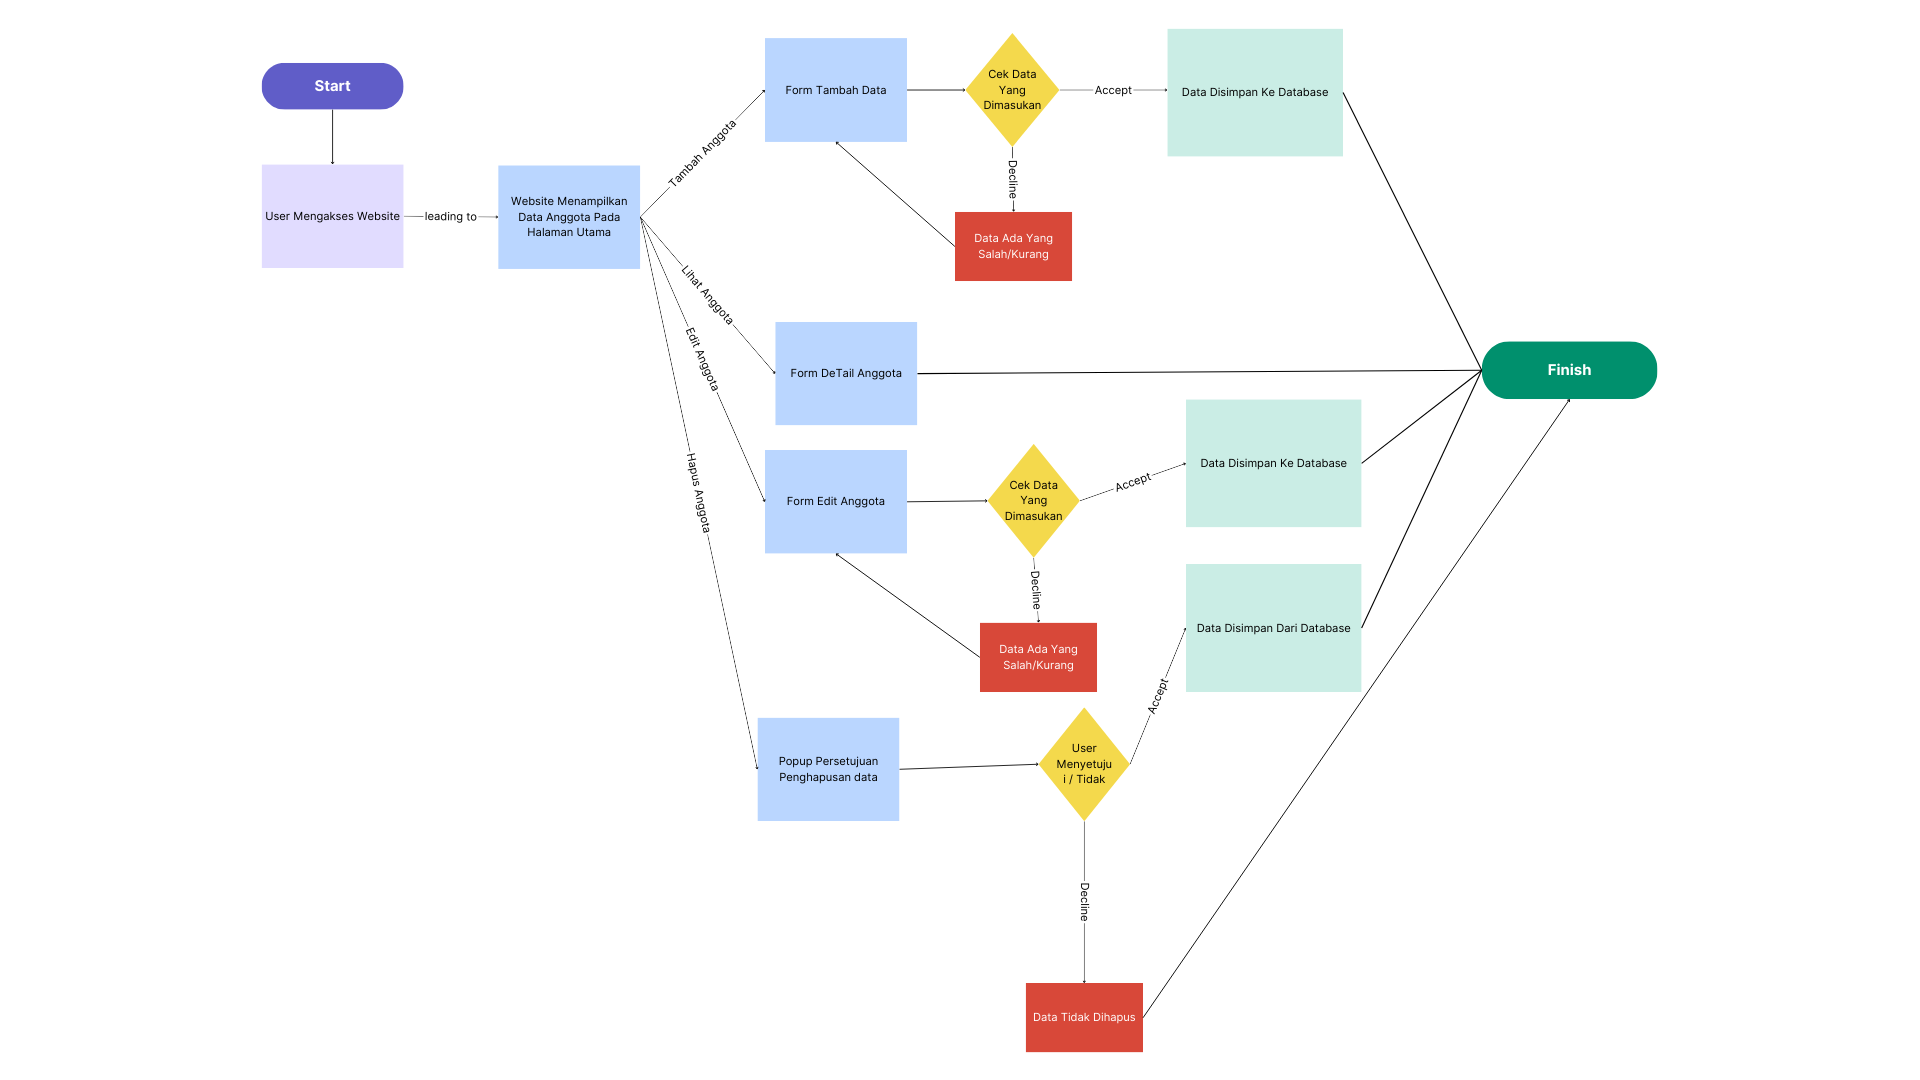 Start
User Mengakses Website
leading to
Website Menampilkan
Data Anggota Pada
Halaman Utama
Tambah Anggota
Form Tambah Data
Cek Data
Yang
Dimasukan
Accept
Data Disimpan Ke Database
Decline
Data Ada Yang
Salah/Kurang
Lihat Anggota
Form DeTail Anggota
Finish
Edit Anggota
Form Edit Anggota
Cek Data
Yang
Dimasukan
Accept
Data Disimpan Ke Database
Decline
Data Ada Yang
Salah/Kurang
Hapus Anggota
Popup Persetujuan
Penghapusan data
User
Menyetuju
i / Tidak
Accept
Data Disimpan Dari Database
Decline
Data Tidak Dihapus